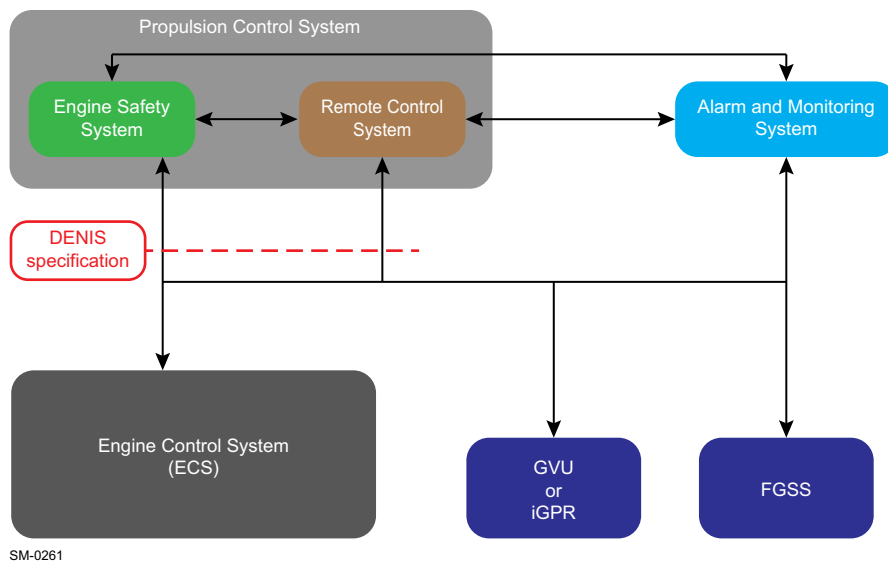 Propulsion Control System
Engine Safety
System
Remote Control
System
Alarm and Monitoring
System
DENIS
specification
Engine Control System
(ECS)
GVU
or
iGPR
FGSS
SM-0261